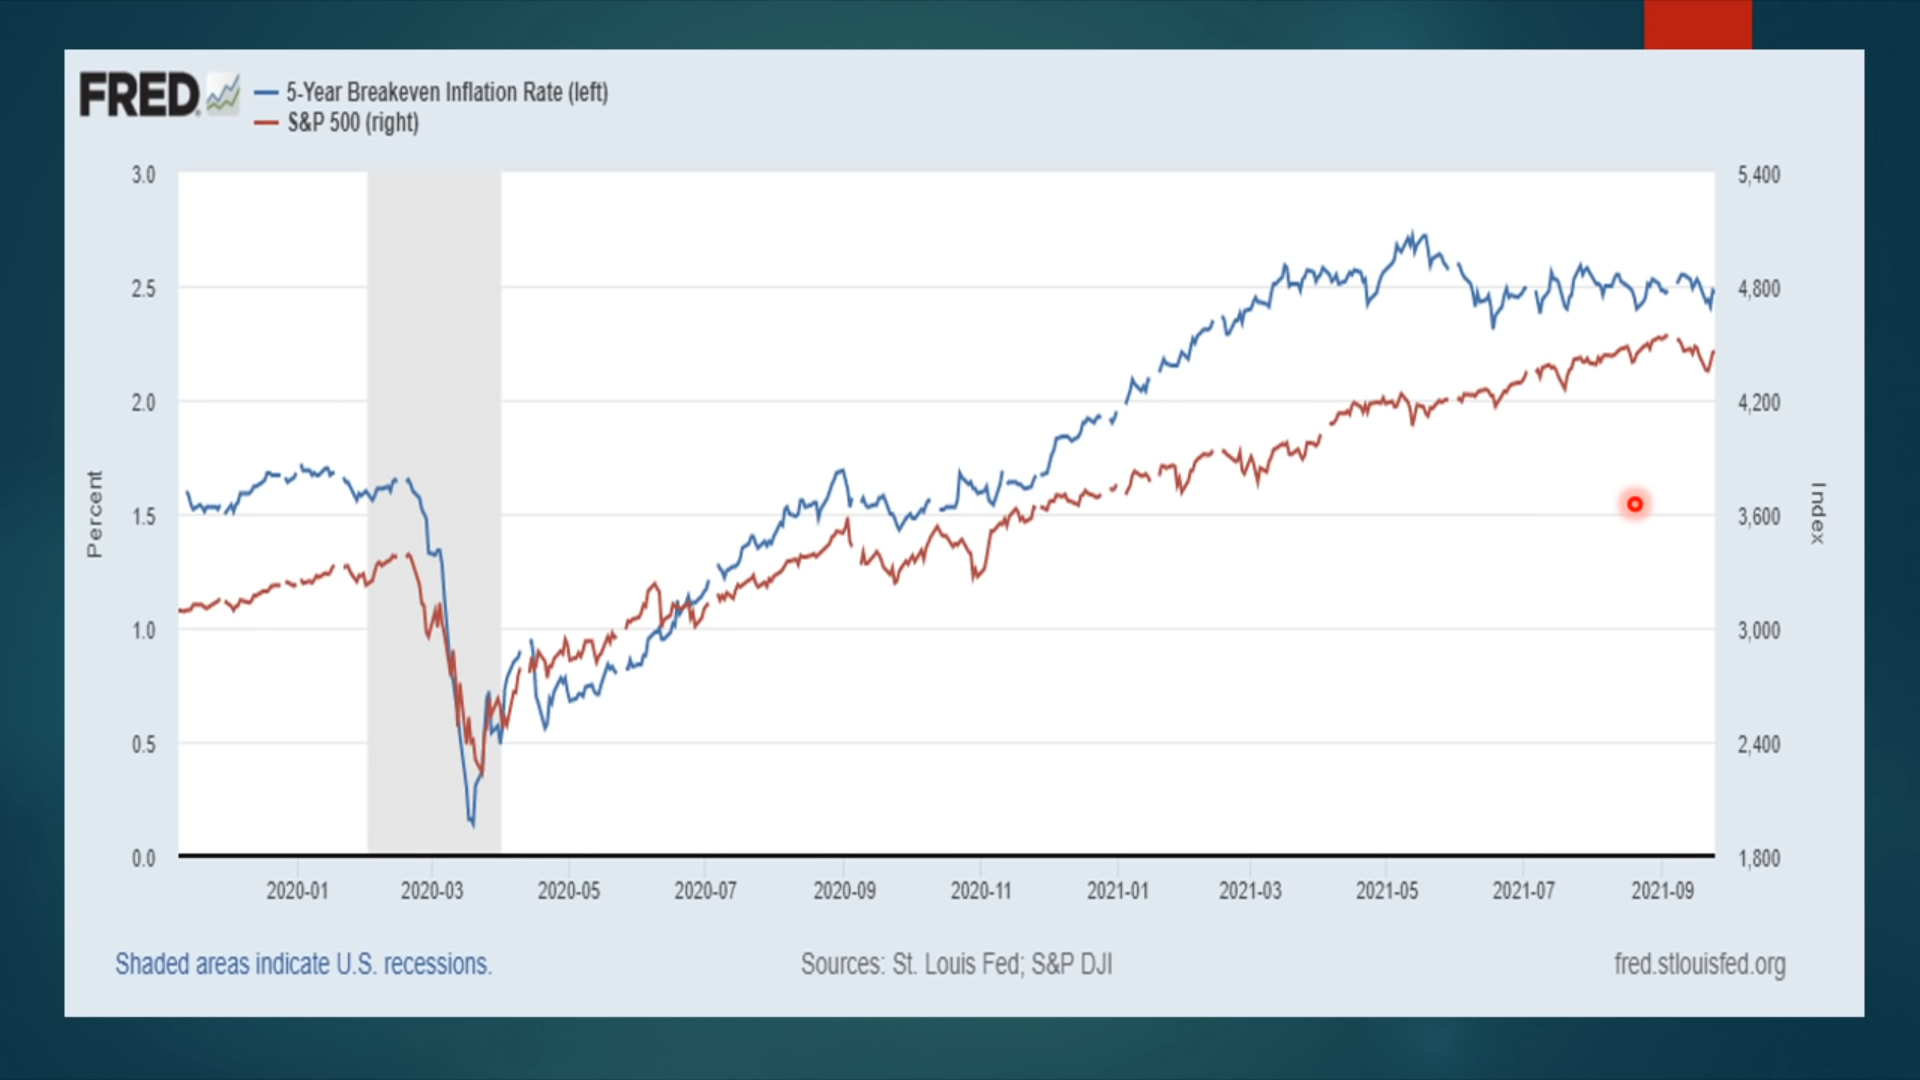 FRED
5-Year Breakeven Inflation Rate (left)
S&P 500 (right)
3.0
2.5
2.0
1.5
1.0
0.5
0.0
Percent
5,400
4,800
4,200
3,600
3,000
2,400
1,800
Index
2020-01 2020-03 2020-05 2020-07 2020-09 2020-11 2021-01 2021-03 2021-05 2021-07 2021-09
Shaded areas indicate U.S. recessions. Sources: St. Louis Fed; S&P DJI fred.stlouisfed.org